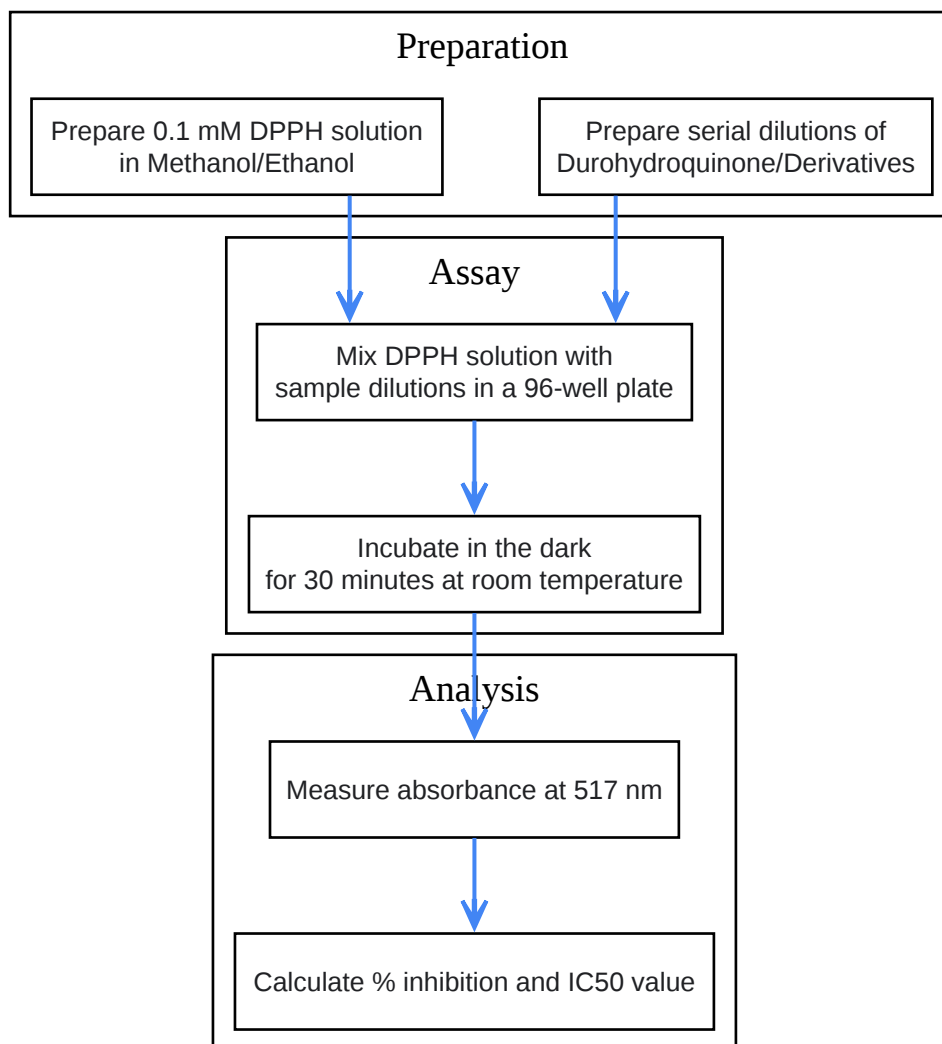 Preparation
Prepare 0.1 mM DPPH solution
in Methanol/Ethanol
Prepare serial dilutions of
Durohydroquinone/Derivatives
Assay
Mix DPPH solution with
sample dilutions in a 96-well plate
Incubate in the dark
for 30 minutes at room temperature
Analysis
Measure absorbance at 517 nm
Calculate % inhibition and IC50 value